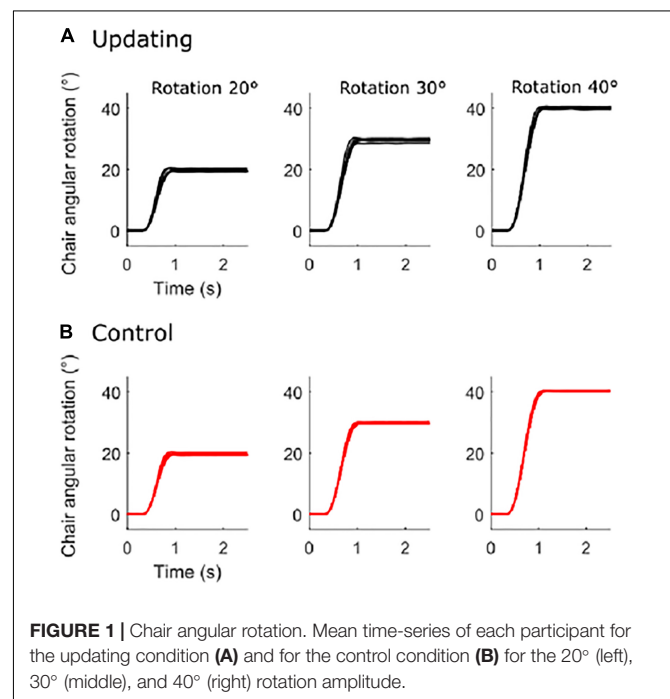 A Updating
Rotation 20° Rotation 30° Rotation 40°
Chair angular rotation (°)
40 40 40
20 20 20
0 0 0
0 1 2 0 1 2 0 1 2
Time (s)
B Control
Chair angular rotation (°)
40 40 40
20 20 20
0 0 0
0 1 2 0 1 2 0 1 2
Time (s)
FIGURE 1 | Chair angular rotation. Mean time-series of each participant for
the updating condition (A) and for the control condition (B) for the 20° (left),
30° (middle), and 40° (right) rotation amplitude.